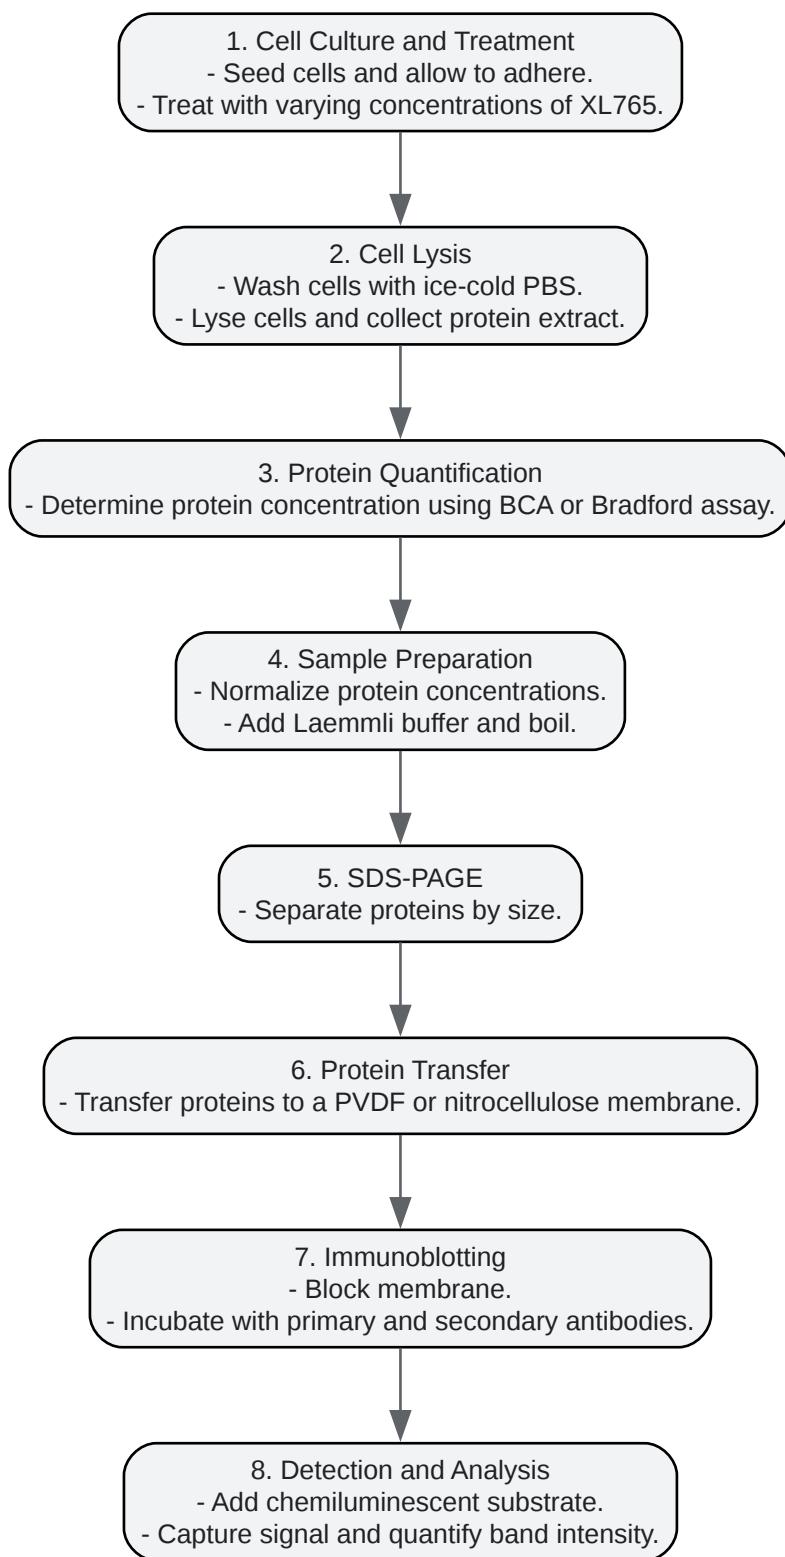 1. Cell Culture and Treatment
- Seed cells and allow to adhere.
- Treat with varying concentrations of XL765.
2. Cell Lysis
- Wash cells with ice-cold PBS.
- Lyse cells and collect protein extract.
3. Protein Quantification
- Determine protein concentration using BCA or Bradford assay.
4. Sample Preparation
- Normalize protein concentrations.
- Add Laemmli buffer and boil.
5. SDS-PAGE
- Separate proteins by size.
6. Protein Transfer
- Transfer proteins to a PVDF or nitrocellulose membrane.
7. Immunoblotting
- Block membrane.
- Incubate with primary and secondary antibodies.
8. Detection and Analysis
- Add chemiluminescent substrate.
- Capture signal and quantify band intensity.